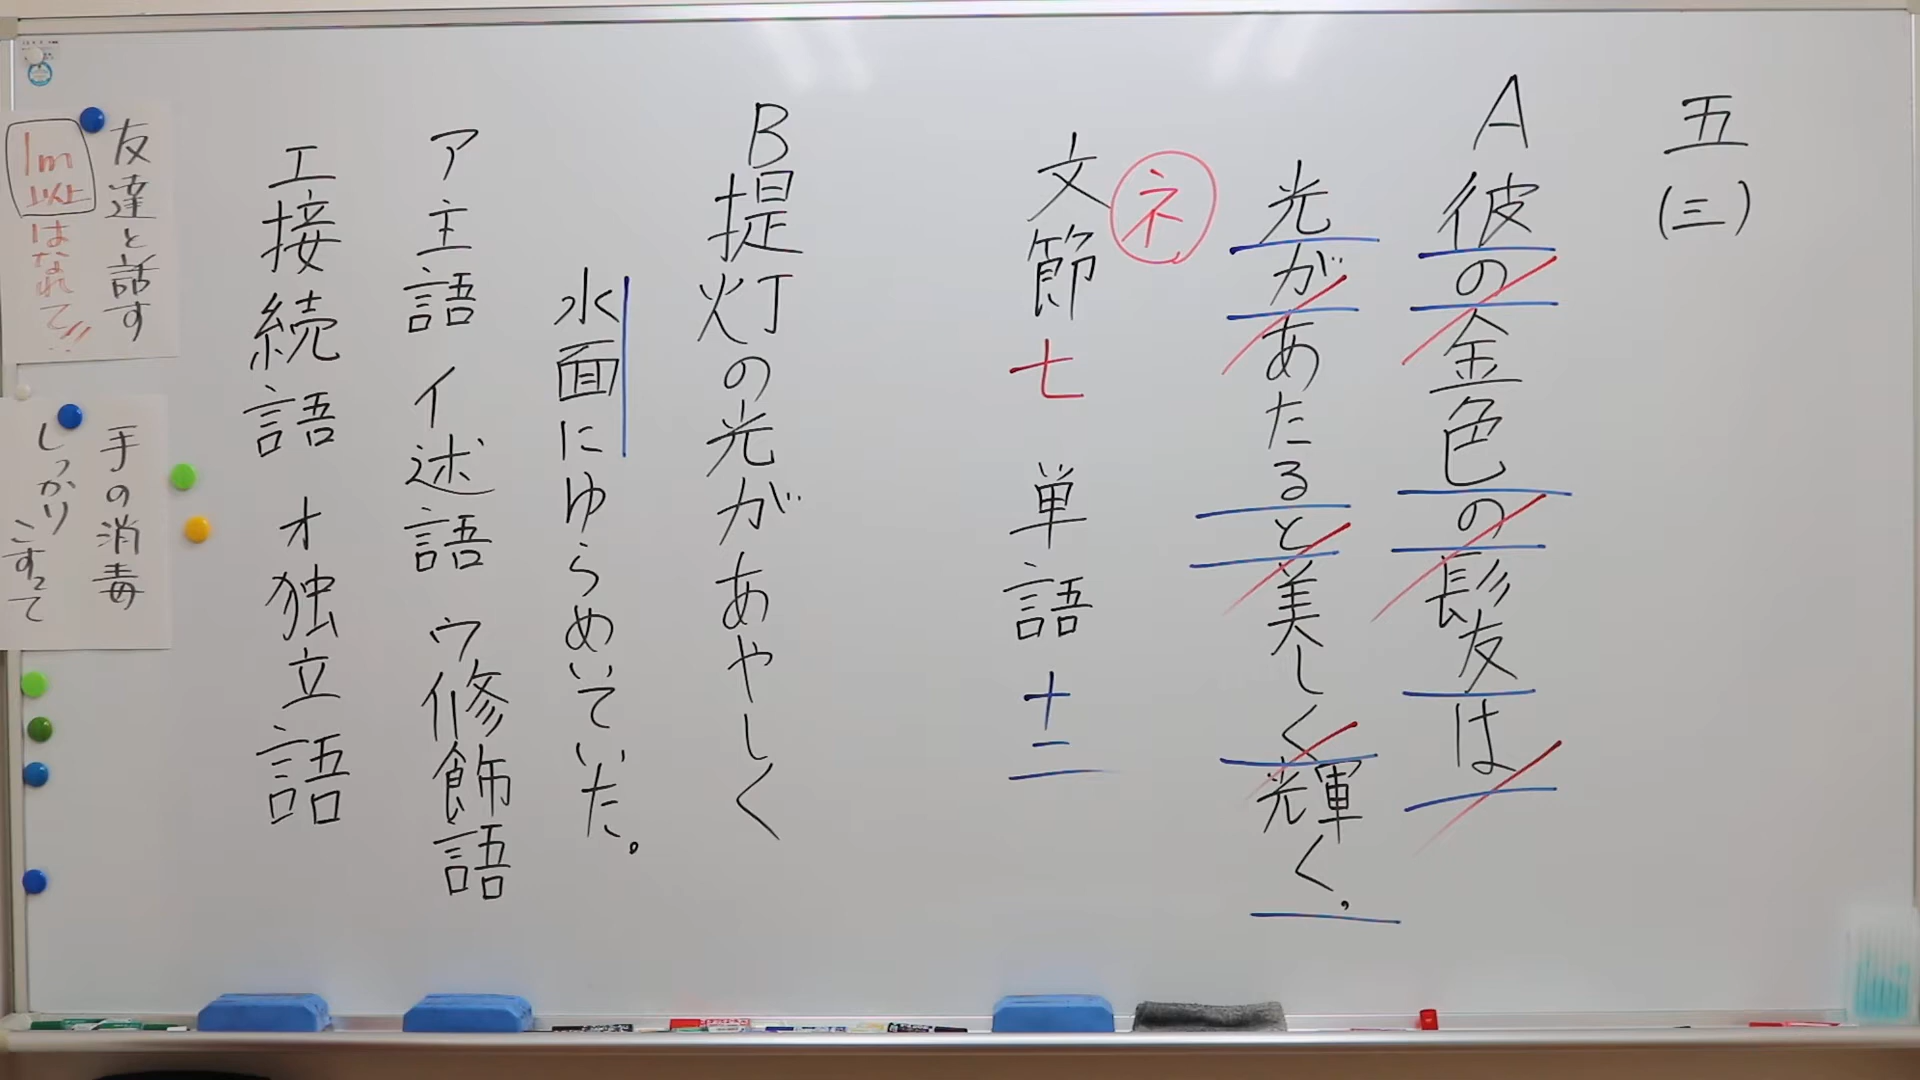 五(三)
A 彼の金色の髪友は
光があたると美しく輝く。
ネ
文節七 単語十二
B 提灯の光があやしく
水面にゆらめいていた。
ア主語 イ述語 ウ修飾語
エ接続語 オ独立語
友達と話す
1m以上はなれて!!
手の消毒
しっかり
こすって